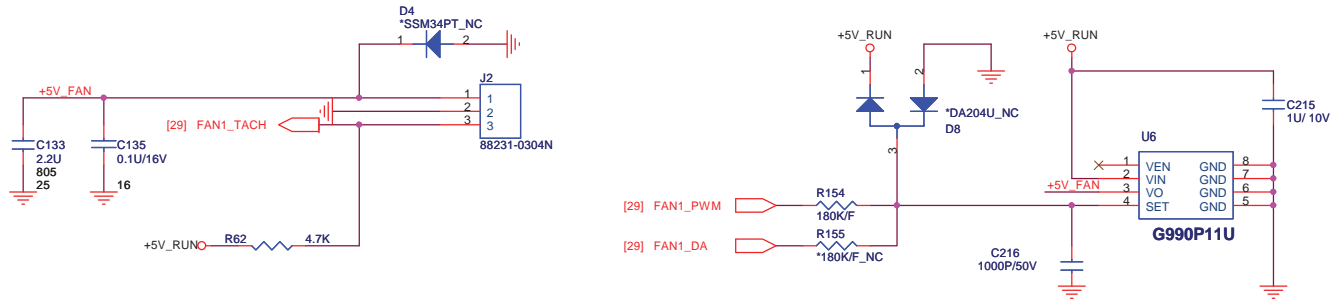 D4
*SSM34PT_NC
1
2
+5V_FAN
J2
1
2
3
1
2
3
88231-0304N
[29] FAN1_TACH
C133
2.2U
805
25
C135
0.1U/16V
16
+5V_RUN
R62
4.7K
+5V_RUN
1
2
*DA204U_NC
D8
3
[29] FAN1_PWM
R154
180K/F
[29] FAN1_DA
R155
*180K/F_NC
C216
1000P/50V
+5V_RUN
C215
1U/ 10V
U6
1 VEN GND 8
2 VIN GND 7
+5V_FAN 3 VO GND 6
4 SET GND 5
G990P11U